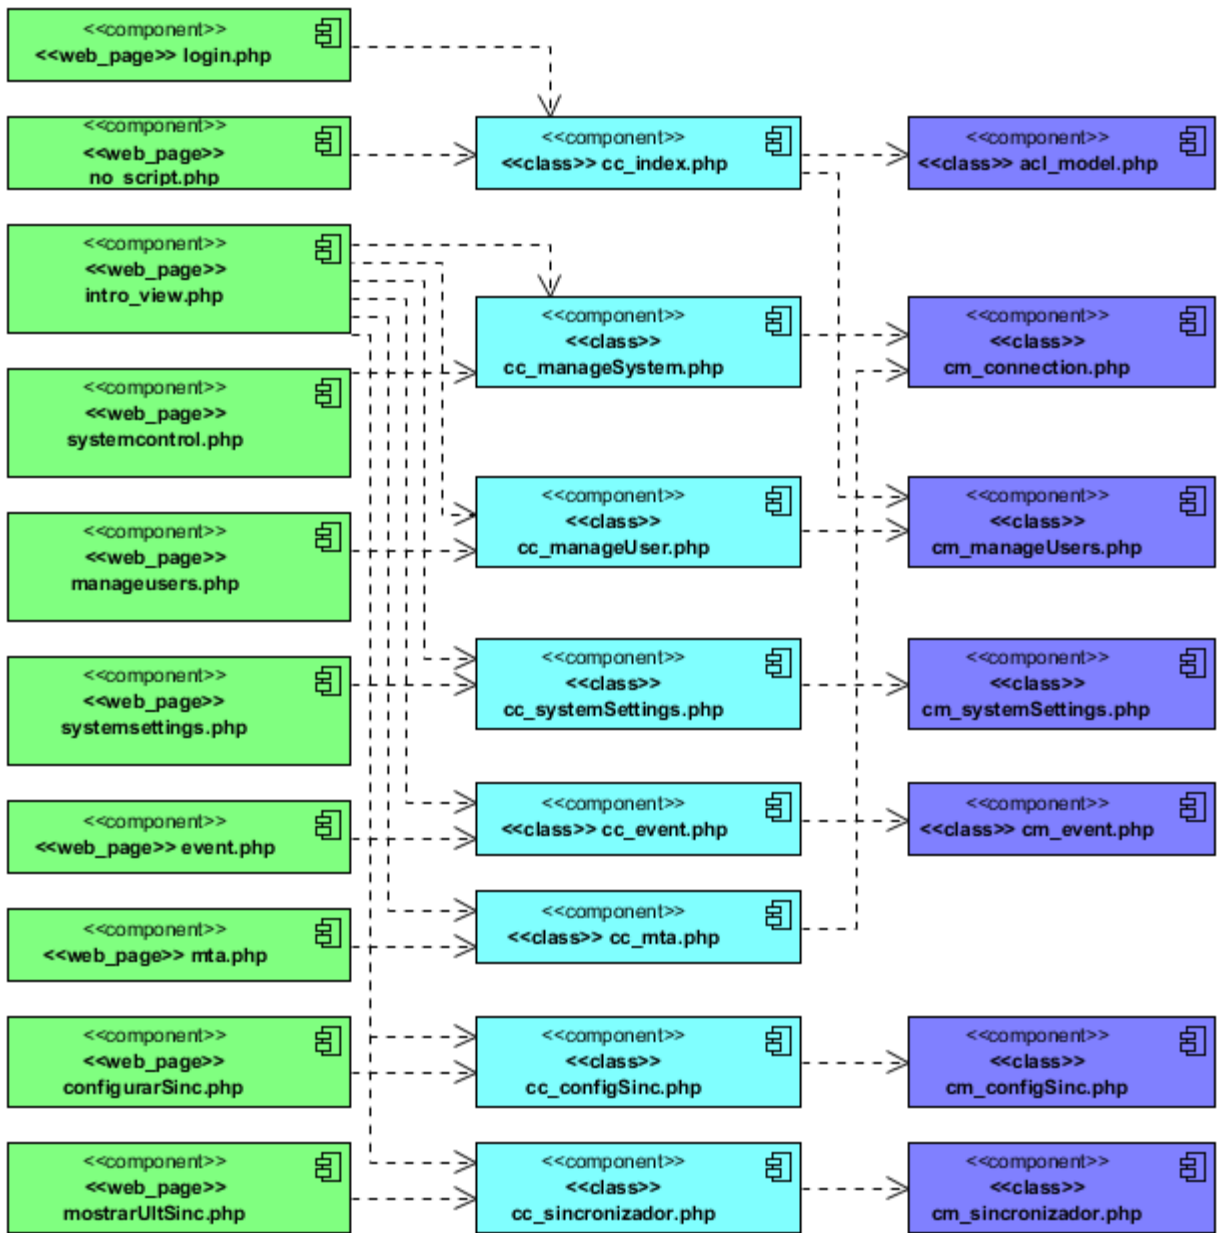 <<component>>
<<web_page>> login.php
<<component>>
<<web_page>>
no_script.php
<<component>>
<<class>> cc_index.php
<<component>>
<<class>> acl_model.php
<<component>>
<<web_page>>
intro_view.php
<<component>>
<<class>>
cc_manageSystem.php
<<component>>
<<class>>
cm_connection.php
<<component>>
<<web_page>>
systemcontrol.php
<<component>>
<<class>>
cc_manageUser.php
<<component>>
<<class>>
cm_manageUsers.php
<<component>>
<<web_page>>
manageusers.php
<<component>>
<<class>>
cc_systemSettings.php
<<component>>
<<class>>
cm_systemSettings.php
<<component>>
<<web_page>>
systemsettings.php
<<component>>
<<class>> cc_event.php
<<component>>
<<class>> cm_event.php
<<component>>
<<web_page>> event.php
<<component>>
<<class>> cc_mta.php
<<component>>
<<web_page>> mta.php
<<component>>
<<web_page>>
configurarSinc.php
<<component>>
<<class>>
cc_configSinc.php
<<component>>
<<class>>
cm_configSinc.php
<<component>>
<<web_page>>
mostrarUltSinc.php
<<component>>
<<class>>
cc_sincronizador.php
<<component>>
<<class>>
cm_sincronizador.php